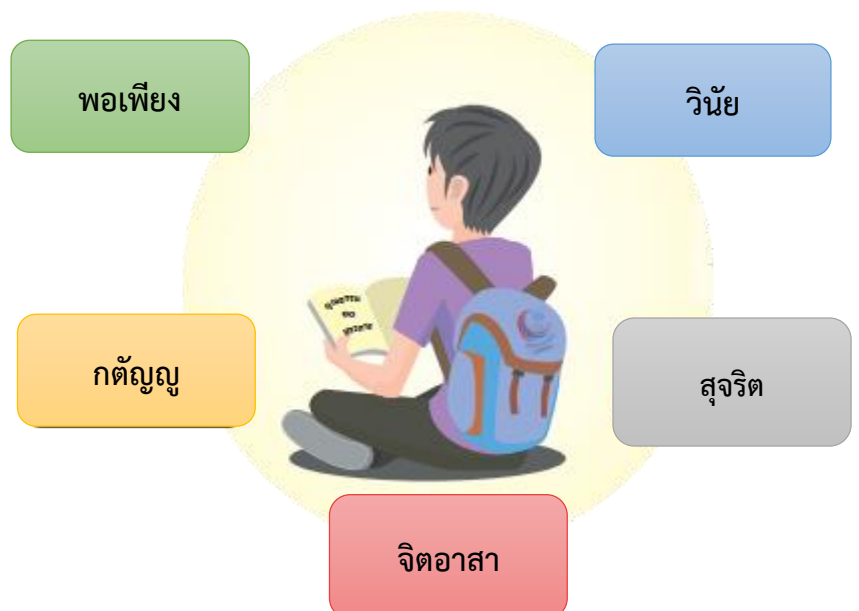 พอเพียง
วินัย
กตัญญู
สุจริต
จิตอาสา